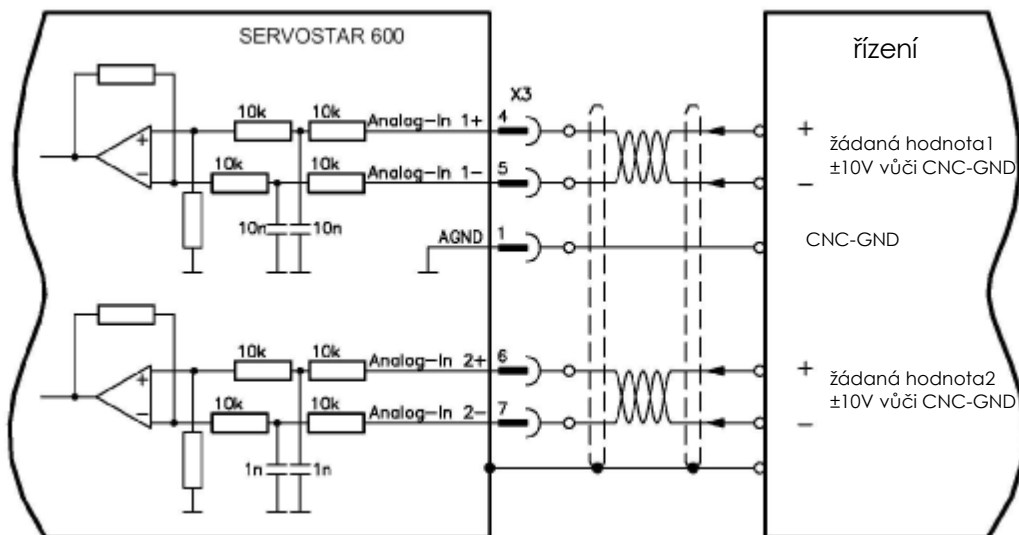 SERVOSTAR 600
řízení
X3
10k
10k
Analog-In 1+
4
+
+
žádaná hodnota1
10k
10k
Analog-In 1-
5
−
−
±10V vůči CNC-GND
10n
10n
AGND
1
CNC-GND
10k
10k
Analog-In 2+
6
+
+
žádaná hodnota2
10k
10k
Analog-In 2-
7
−
−
±10V vůči CNC-GND
1n
1n